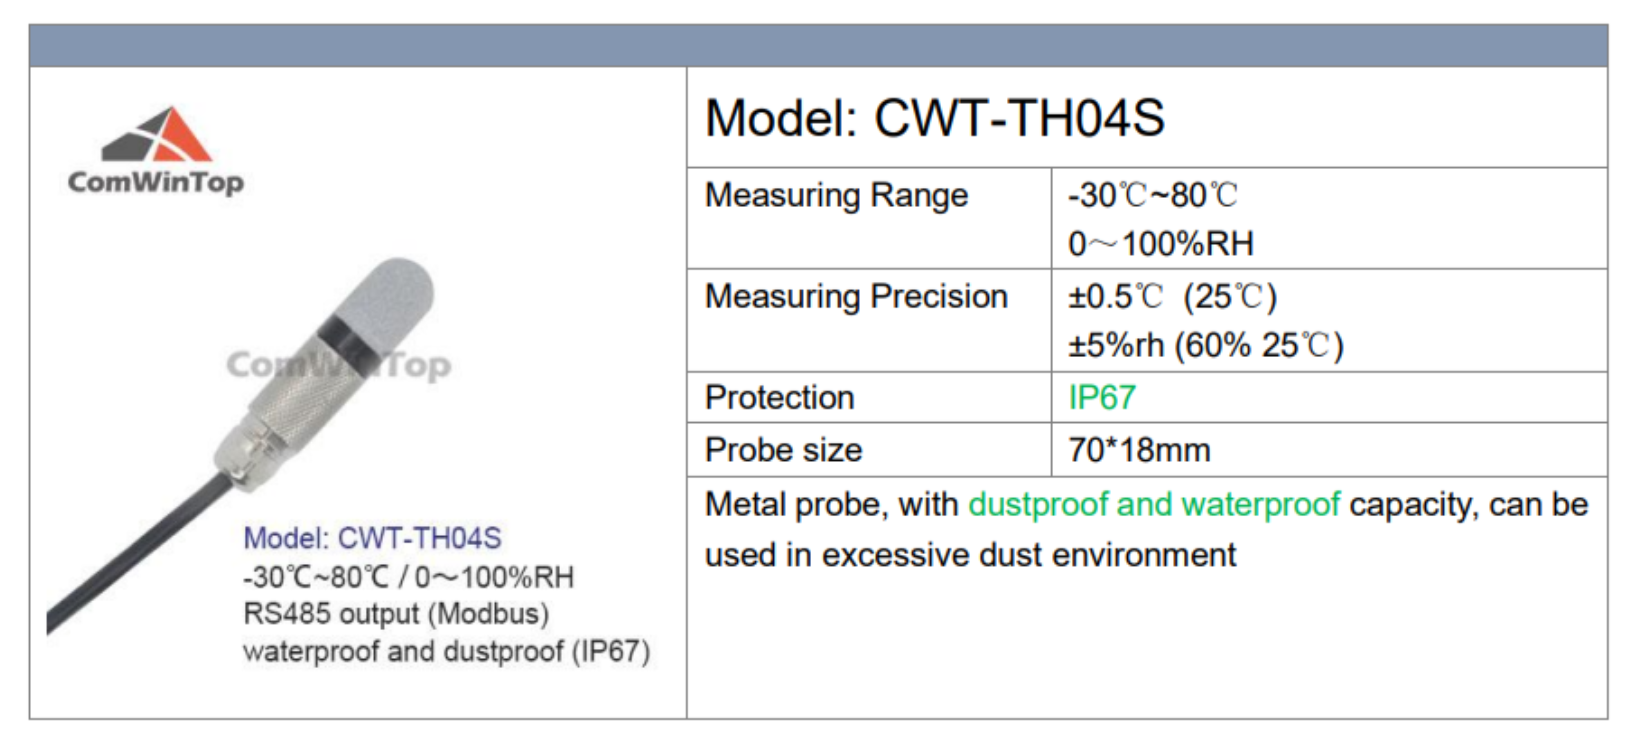 ComWinTop
ComWinTop
Model: CWT-TH04S
-30℃~80℃ / 0～100%RH
RS485 output (Modbus)
waterproof and dustproof (IP67)
Model: CWT-TH04S
Measuring Range
-30℃~80℃
0～100%RH
Measuring Precision
±0.5℃ (25℃)
±5%rh (60% 25℃)
Protection
IP67
Probe size
70*18mm
Metal probe, with dustproof and waterproof capacity, can be
used in excessive dust environment